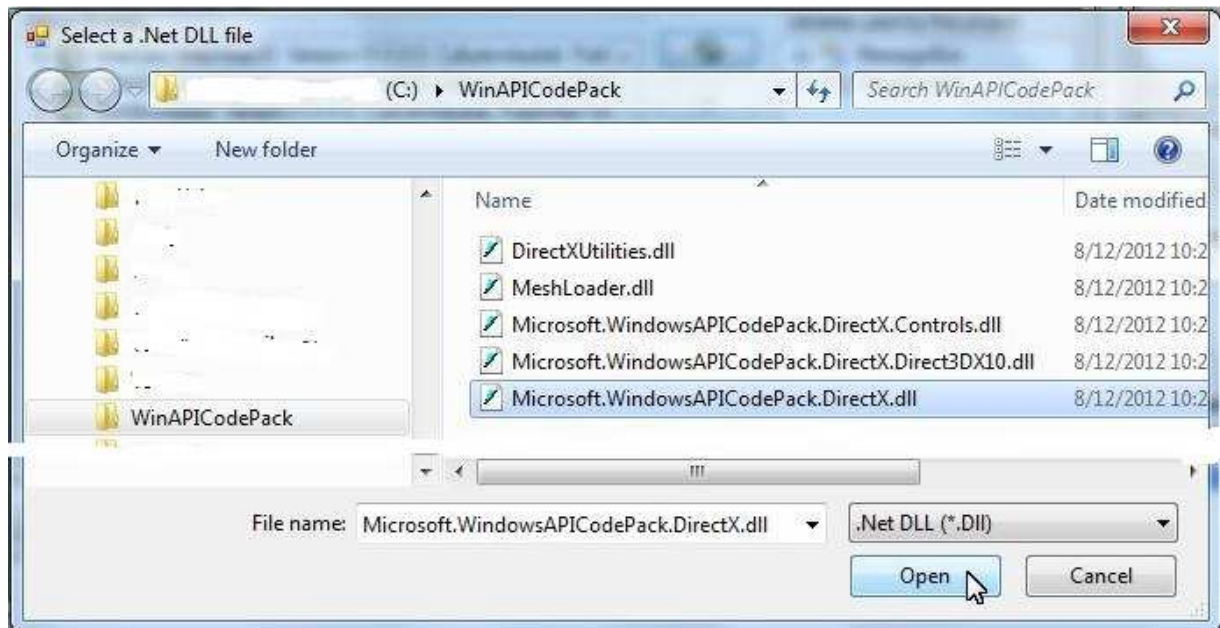 Select a .Net DLL file
(C:) WinAPICodePack
Search WinAPICodePack
Organize
New folder
Name
Date modified
DirectXUtilities.dll
8/12/2012 10:2
MeshLoader.dll
8/12/2012 10:2
Microsoft.WindowsAPICodePack.DirectX.Controls.dll
8/12/2012 10:2
Microsoft.WindowsAPICodePack.DirectX.Direct3DX10.dll
8/12/2012 10:2
Microsoft.WindowsAPICodePack.DirectX.dll
8/12/2012 10:2
WinAPICodePack
File name: Microsoft.WindowsAPICodePack.DirectX.dll
.Net DLL (*.Dll)
Open
Cancel